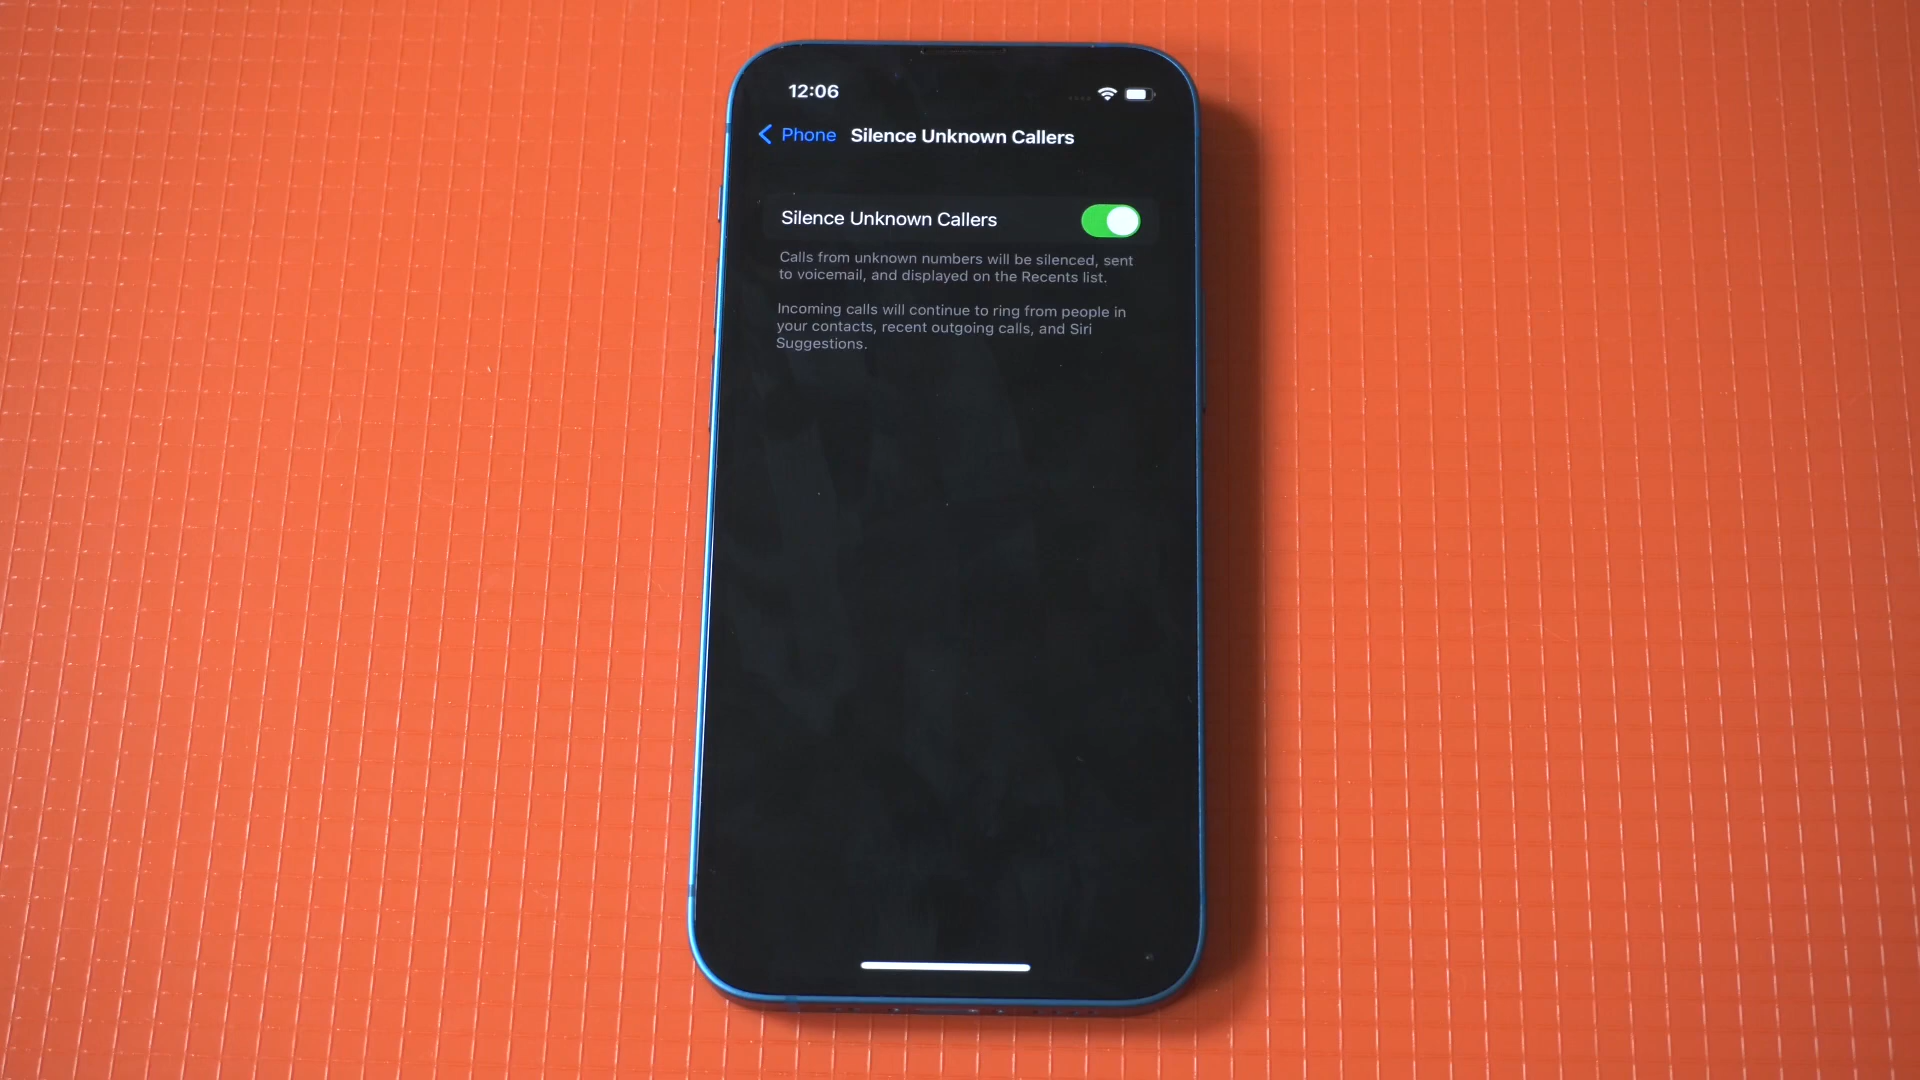 12:06
Phone Silence Unknown Callers
Silence Unknown Callers
Calls from unknown numbers will be silenced, sent
to voicemail, and displayed on the Recents list.
Incoming calls will continue to ring from people in
your contacts, recent outgoing calls, and Siri
Suggestions.